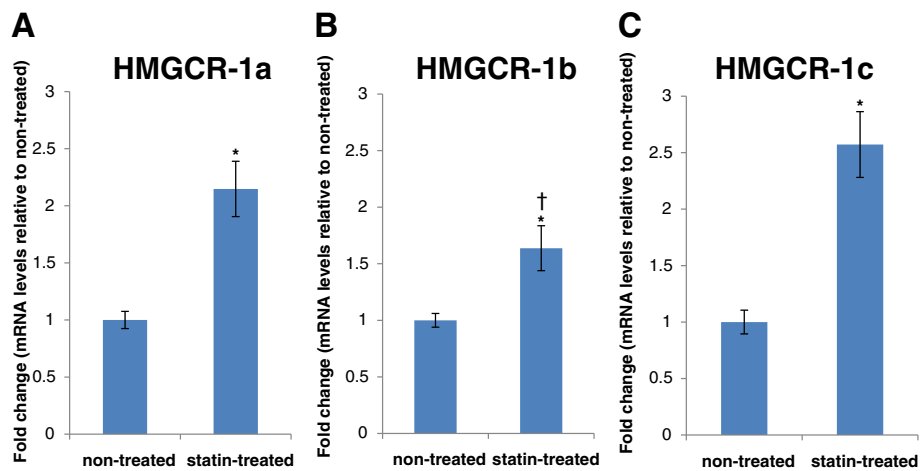 A
HMGCR-1a
Fold change (mRNA levels relative to non-treated)
3
2.5
2
1.5
1
0.5
0
*
non-treated statin-treated
B
HMGCR-1b
Fold change (mRNA levels relative to non-treated)
3
2.5
2
1.5
1
0.5
0
†
*
non-treated statin-treated
C
HMGCR-1c
Fold change (mRNA levels relative to non-treated)
3
2.5
2
1.5
1
0.5
0
*
non-treated statin-treated